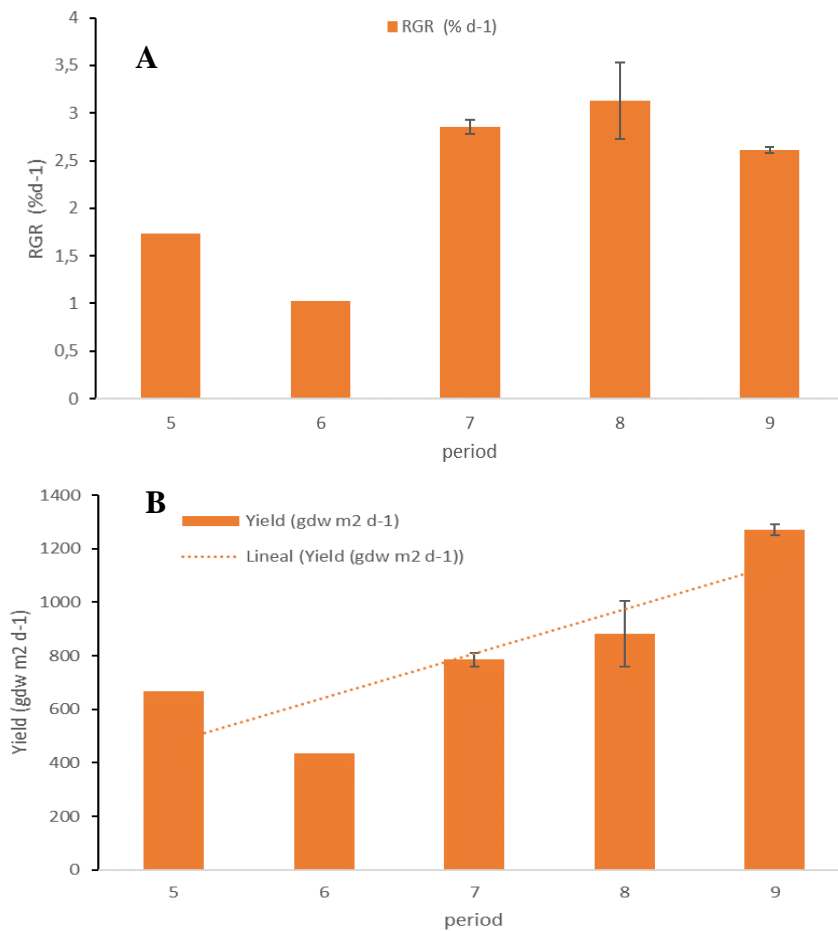 4
RGR (% d-1)
A
3,5
3
2,5
2
1,5
1
0,5
0
RGR (%d-1)
5 6 7 8 9
period
B
1400
Yield (gdw m2 d-1)
1200
Lineal (Yield (gdw m2 d-1))
1000
800
600
400
200
0
Yield (gdw m2 d-1)
5 6 7 8 9
period